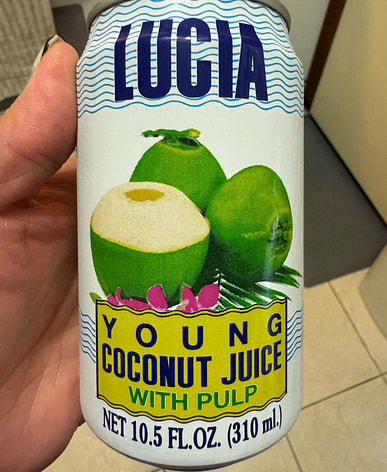 LUCIA
YOUNG
COCONUT JUICE
WITH PULP
NET 10.5 FL.OZ. (310 ml.)